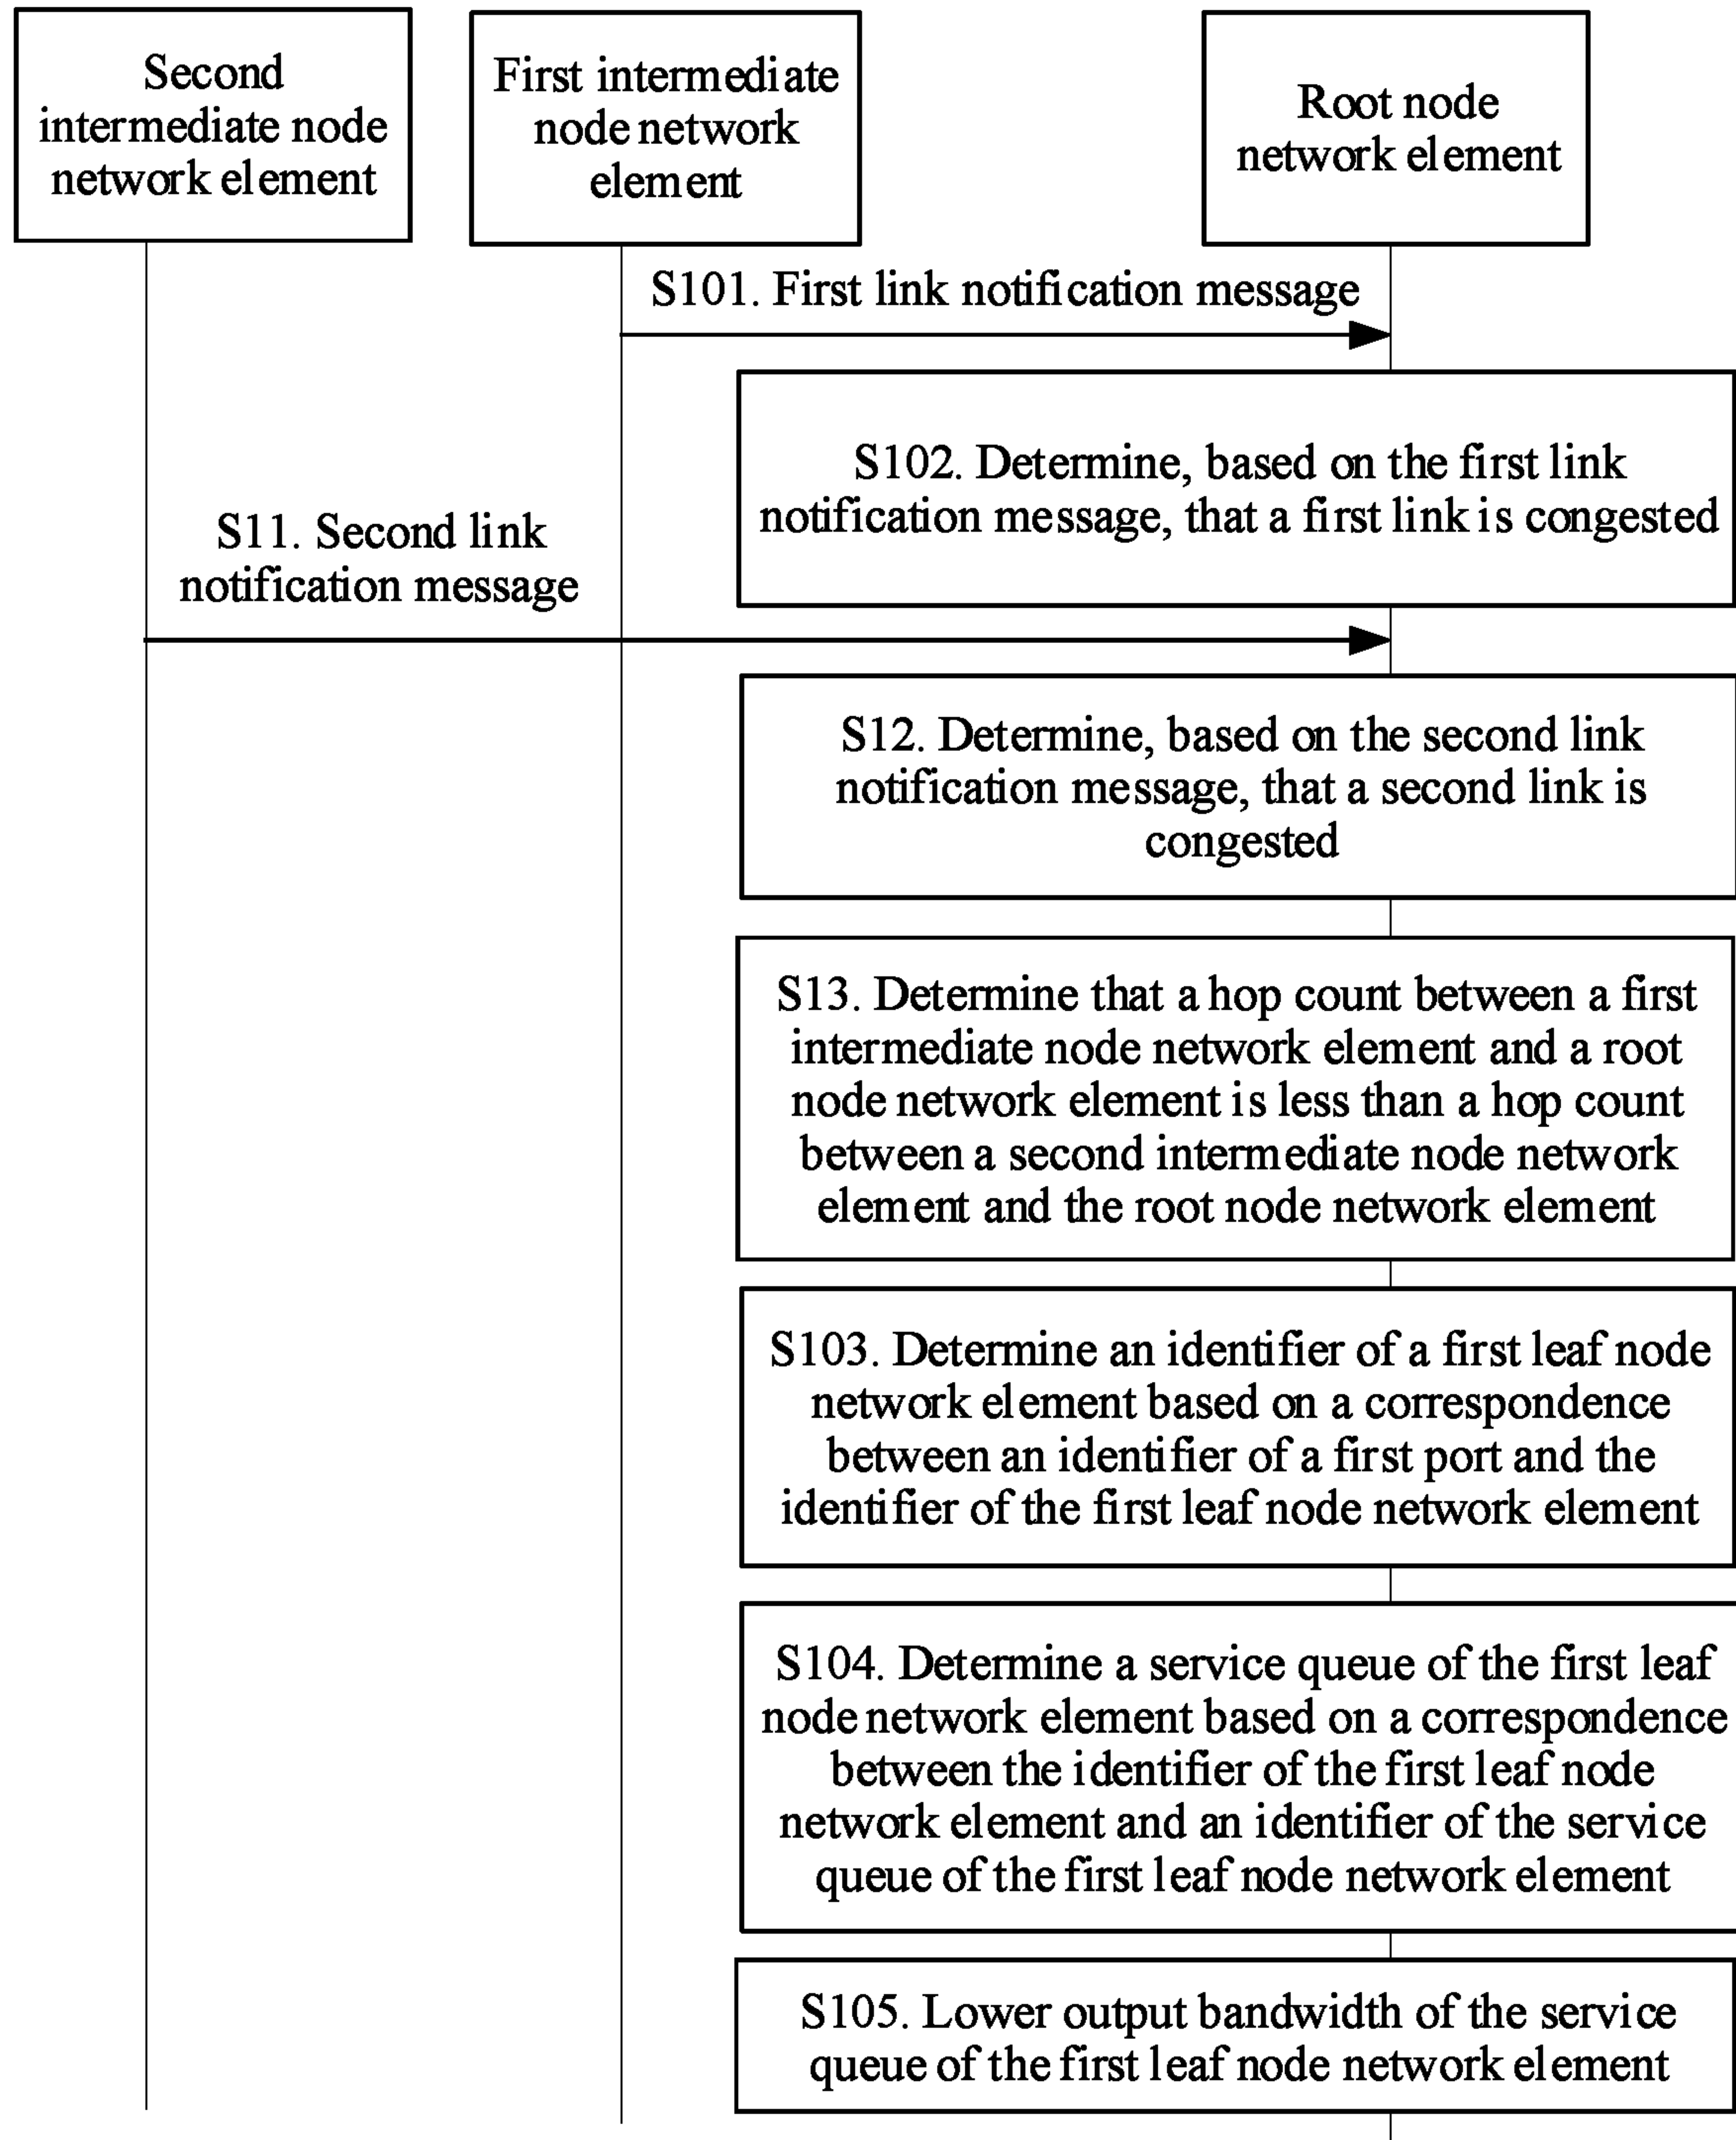 Second
intermediate node
network element
First intermediate
node network
element
Root node
network element
S101. First link notification message
S102. Determine, based on the first link
notification message, that a first link is congested
S11. Second link
notification message
S12. Determine, based on the second link
notification message, that a second link is
congested
S13. Determine that a hop count between a first
intermediate node network element and a root
node network element is less than a hop count
between a second intermediate node network
element and the root node network element
S103. Determine an identifier of a first leaf node
network element based on a correspondence
between an identifier of a first port and the
identifier of the first leaf node network element
S104. Determine a service queue of the first leaf
node network element based on a correspondence
between the identifier of the first leaf node
network element and an identifier of the service
queue of the first leaf node network element
S105. Lower output bandwidth of the service
queue of the first leaf node network element